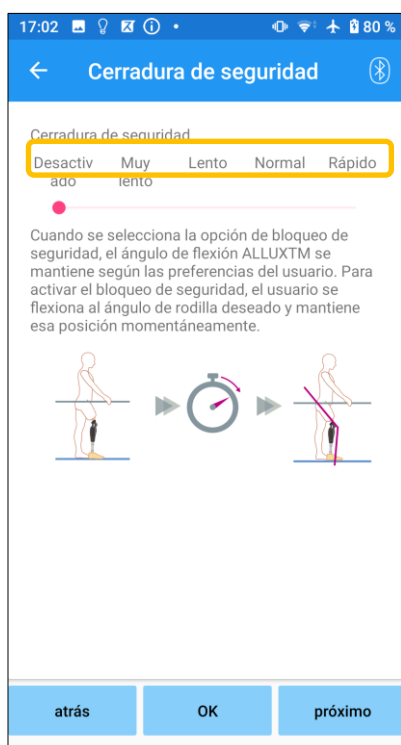 17:02 80 %
Cerradura de seguridad
Cerradura de seguridad
Desactivado Muy lento Lento Normal Rápido
Cuando se selecciona la opción de bloqueo de
seguridad, el ángulo de flexión ALLUXTM se
mantiene según las preferencias del usuario. Para
activar el bloqueo de seguridad, el usuario se
flexiona al ángulo de rodilla deseado y mantiene
esa posición momentáneamente.
atrás OK próximo